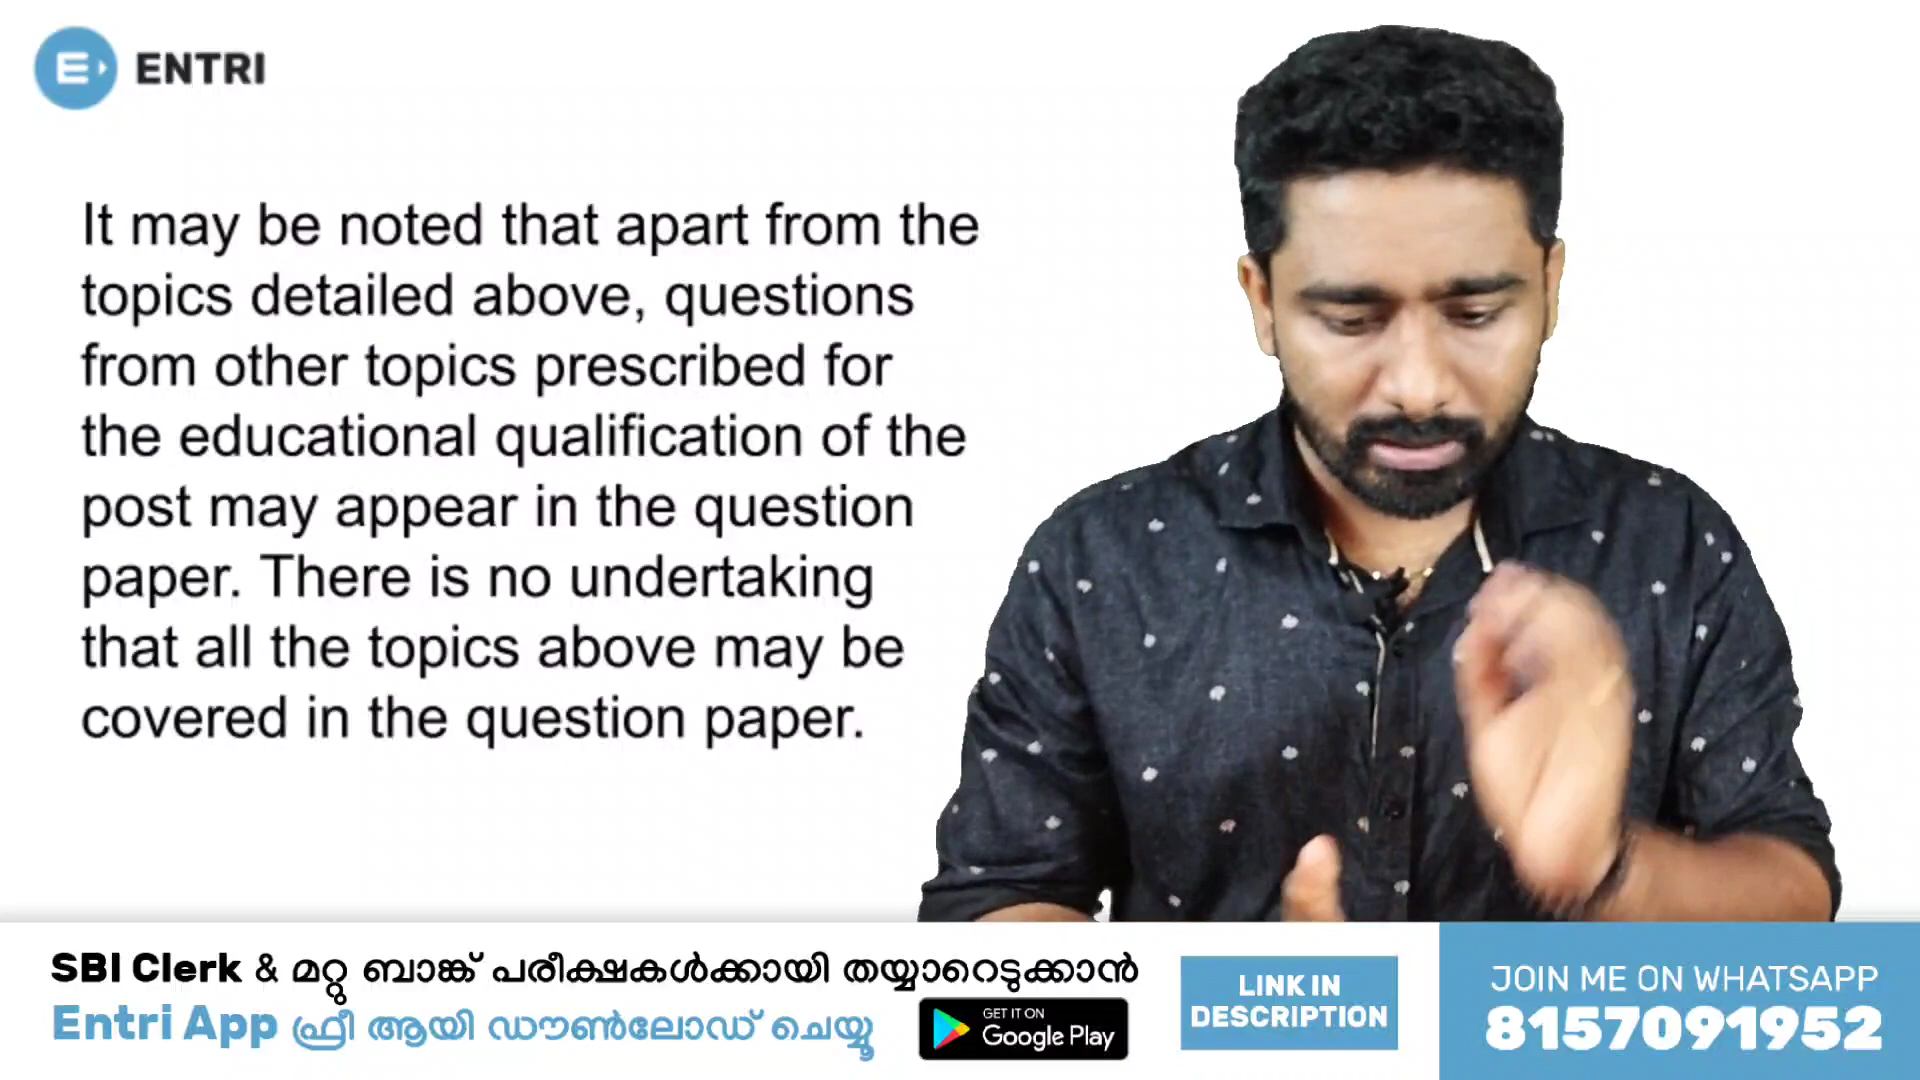 ENTRI
It may be noted that apart from the
topics detailed above, questions
from other topics prescribed for
the educational qualification of the
post may appear in the question
paper. There is no undertaking
that all the topics above may be
covered in the question paper.
SBI Clerk & മറ്റു ബാങ്ക് പരീക്ഷകൾക്കായി തയ്യാറെടുക്കാൻ
Entri App ഫ്രീ ആയി ഡൗൺലോഡ് ചെയ്യൂ
GET IT ON
Google Play
LINK IN
DESCRIPTION
JOIN ME ON WHATSAPP
8157091952